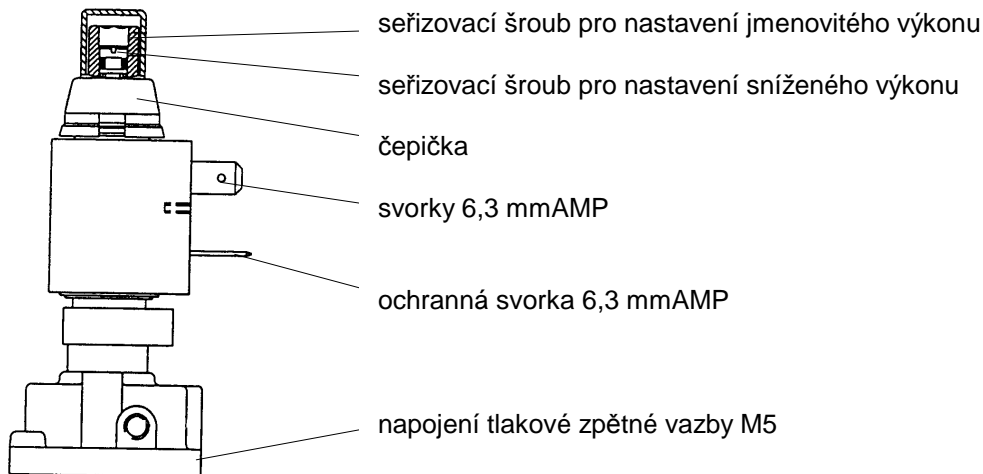 seřizovací šroub pro nastavení jmenovitého výkonu
seřizovací šroub pro nastavení sníženého výkonu
čepička
svorky 6,3 mmAMP
ochranná svorka 6,3 mmAMP
napojení tlakové zpětné vazby M5